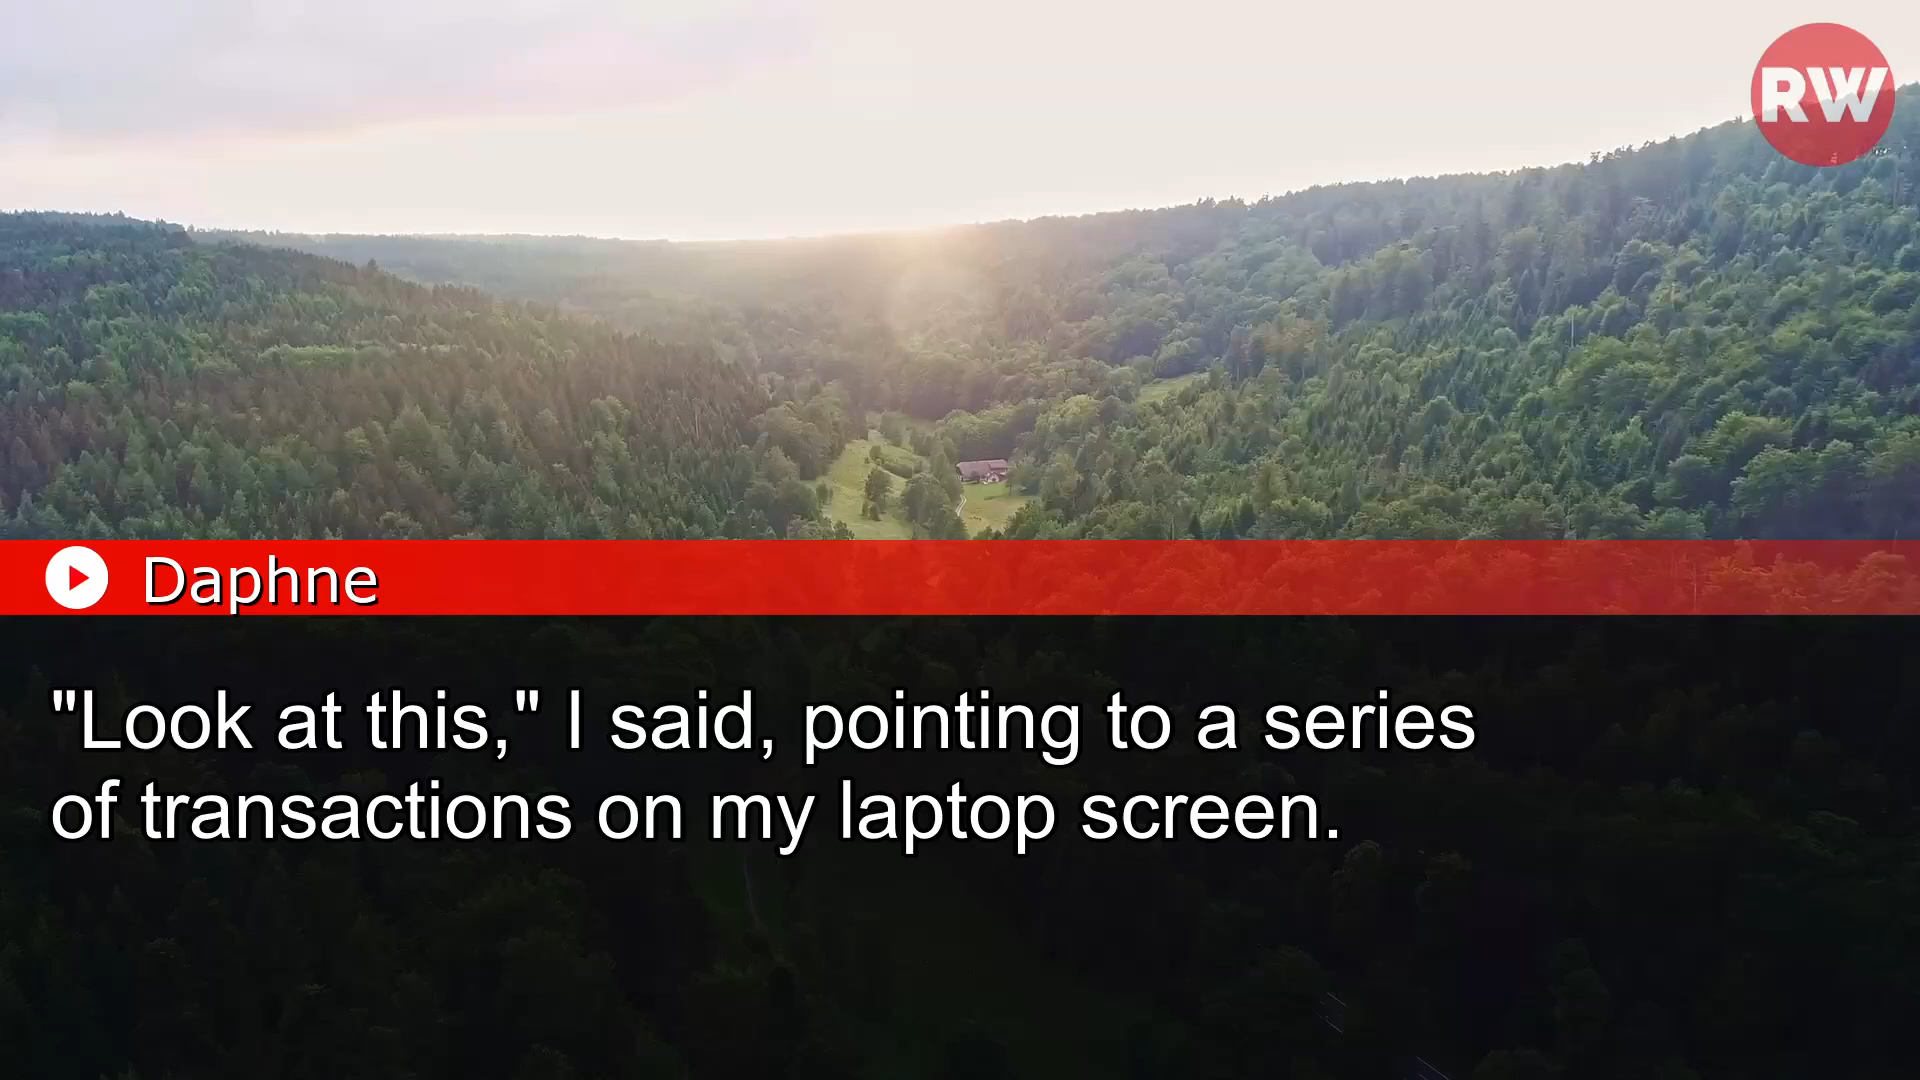 RW
Daphne
"Look at this," I said, pointing to a series
of transactions on my laptop screen.